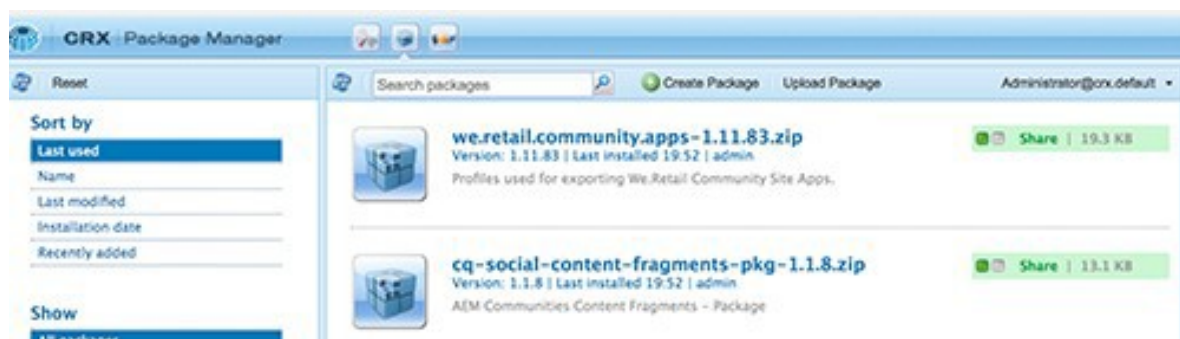 CRX Package Manager
Reset
Search packages
Create Package
Upload Package
Administrator@crx.default
Sort by
Last used
Name
Last modified
Installation date
Recently added
Show
All packages
we.retail.community.apps-1.11.83.zip
Version: 1.11.83 | Last installed 19:52 | admin
Profiles used for exporting We.Retail Community Site Apps.
Share | 19.3 KB
cq-social-content-fragments-pkg-1.1.8.zip
Version: 1.1.8 | Last installed 19:52 | admin
AEM Communities Content Fragments - Package
Share | 13.1 KB